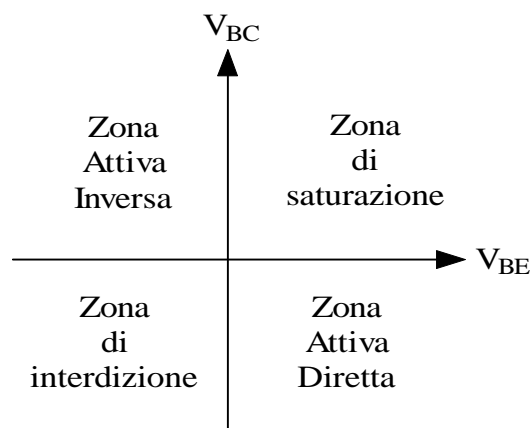 V_BC
Zona
Attiva
Inversa
Zona
di
saturazione
V_BE
Zona
di
interdizione
Zona
Attiva
Diretta